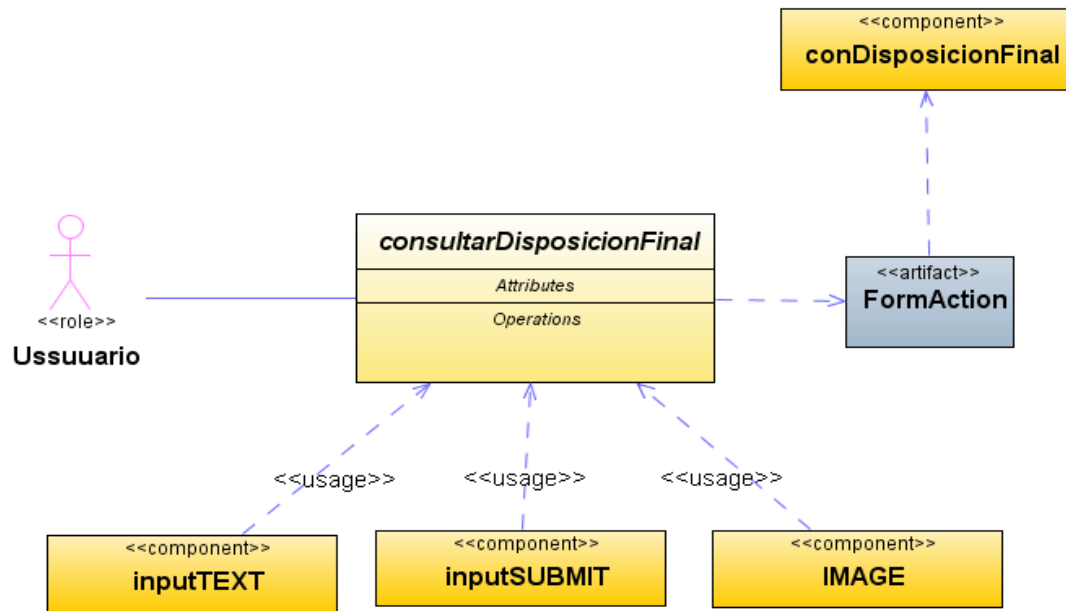 <<component>>
conDisposicionFinal
consultarDisposicionFinal
Attributes
Operations
<<artifact>>
FormAction
<<role>>
Ussuuario
<<usage>>
<<usage>>
<<usage>>
<<component>>
inputTEXT
<<component>>
inputSUBMIT
<<component>>
IMAGE